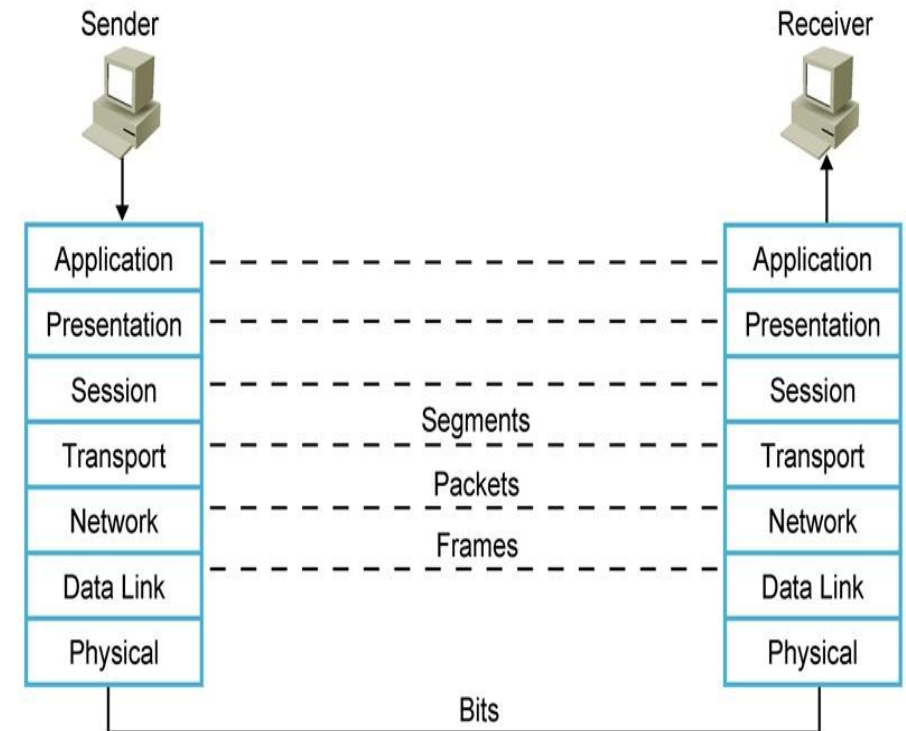 Sender Receiver
Application Application
Presentation Presentation
Session Session
Segments
Transport Transport
Packets
Network Network
Frames
Data Link Data Link
Physical Physical
Bits